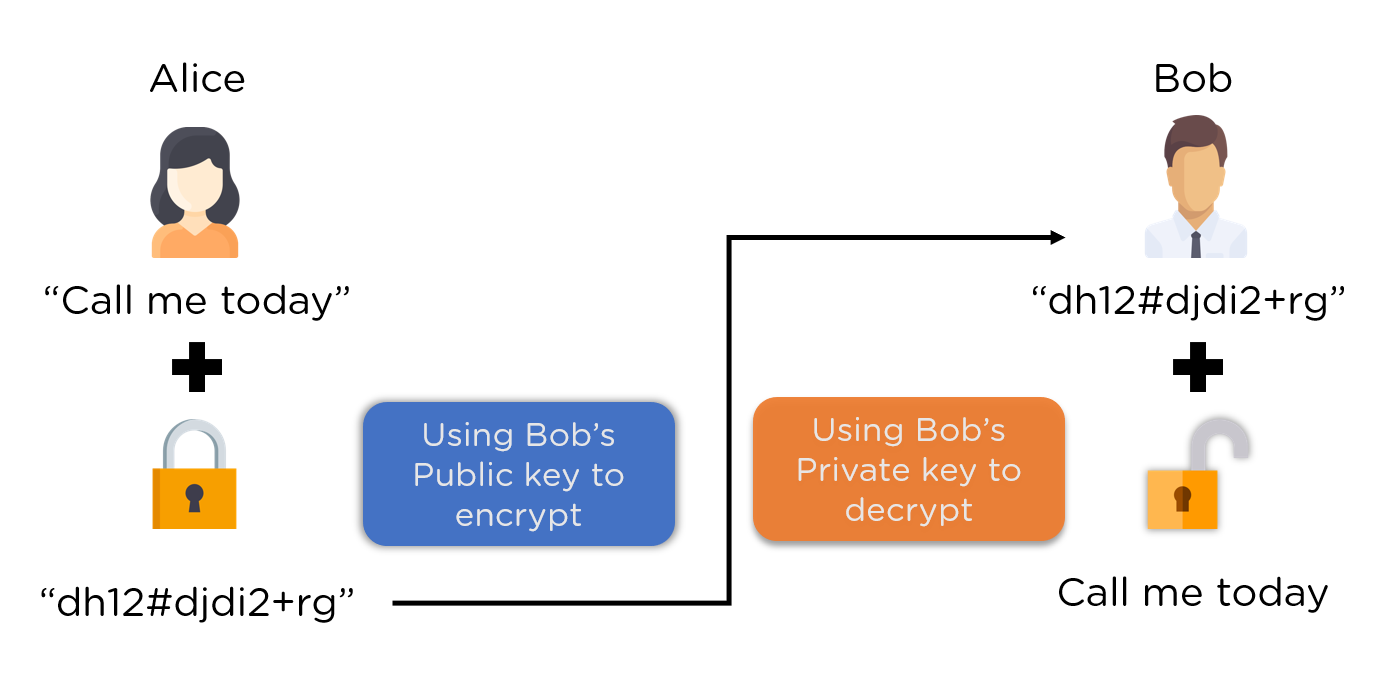 Alice
“Call me today”
Using Bob’s
Public key to
encrypt
“dh12#djdi2+rg”
Bob
“dh12#djdi2+rg”
Using Bob’s
Private key to
decrypt
Call me today